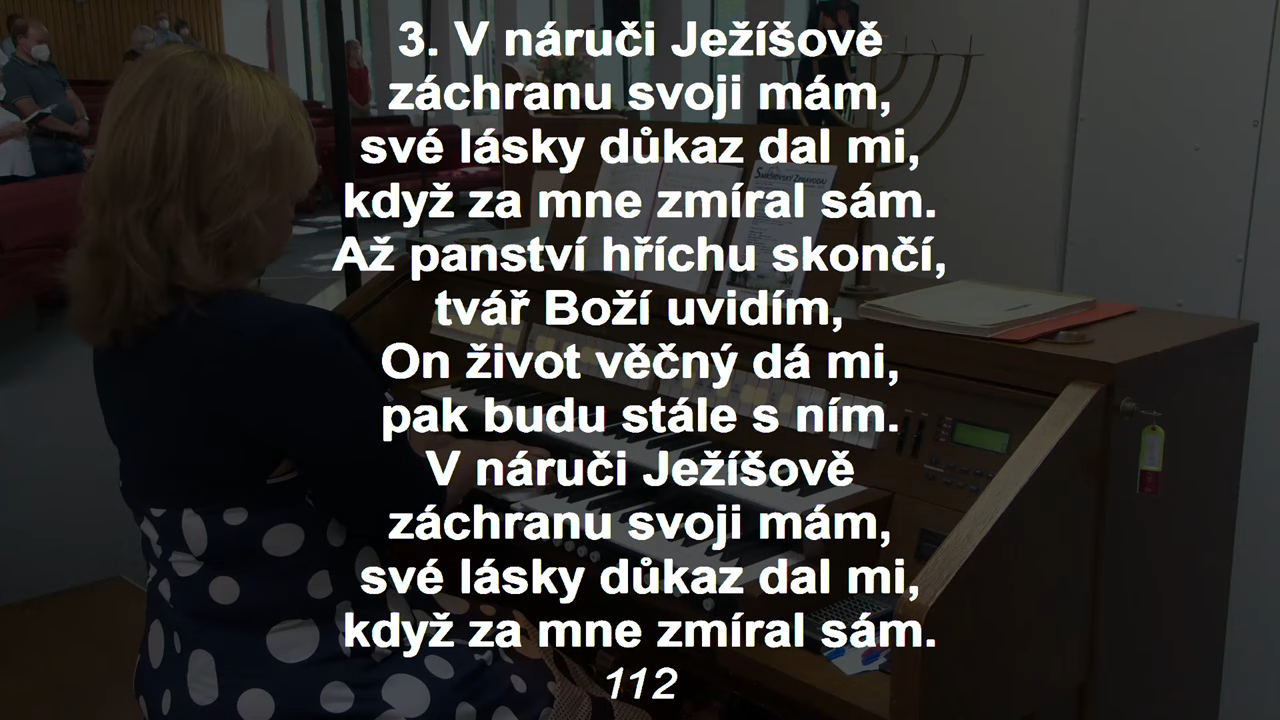 3. V náruči Ježíšově
záchranu svoji mám,
své lásky důkaz dal mi,
když za mne zmíral sám.
Až panství hříchu skončí,
tvář Boží uvidím,
On život věčný dá mi,
pak budu stále s ním.
V náruči Ježíšově
záchranu svoji mám,
své lásky důkaz dal mi,
když za mne zmíral sám.
112
Smíchovský Zpravodaj